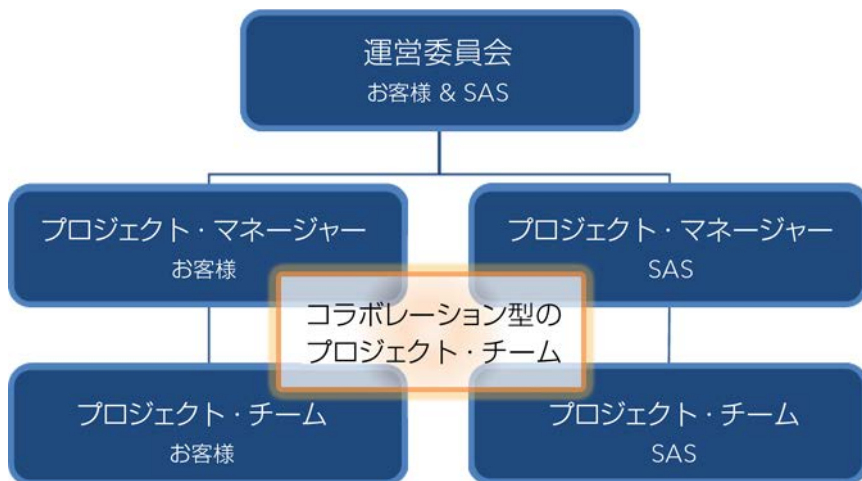 運営委員会
お客様 & SAS
プロジェクト・マネージャー
お客様
プロジェクト・マネージャー
SAS
コラボレーション型の
プロジェクト・チーム
プロジェクト・チーム
お客様
プロジェクト・チーム
SAS